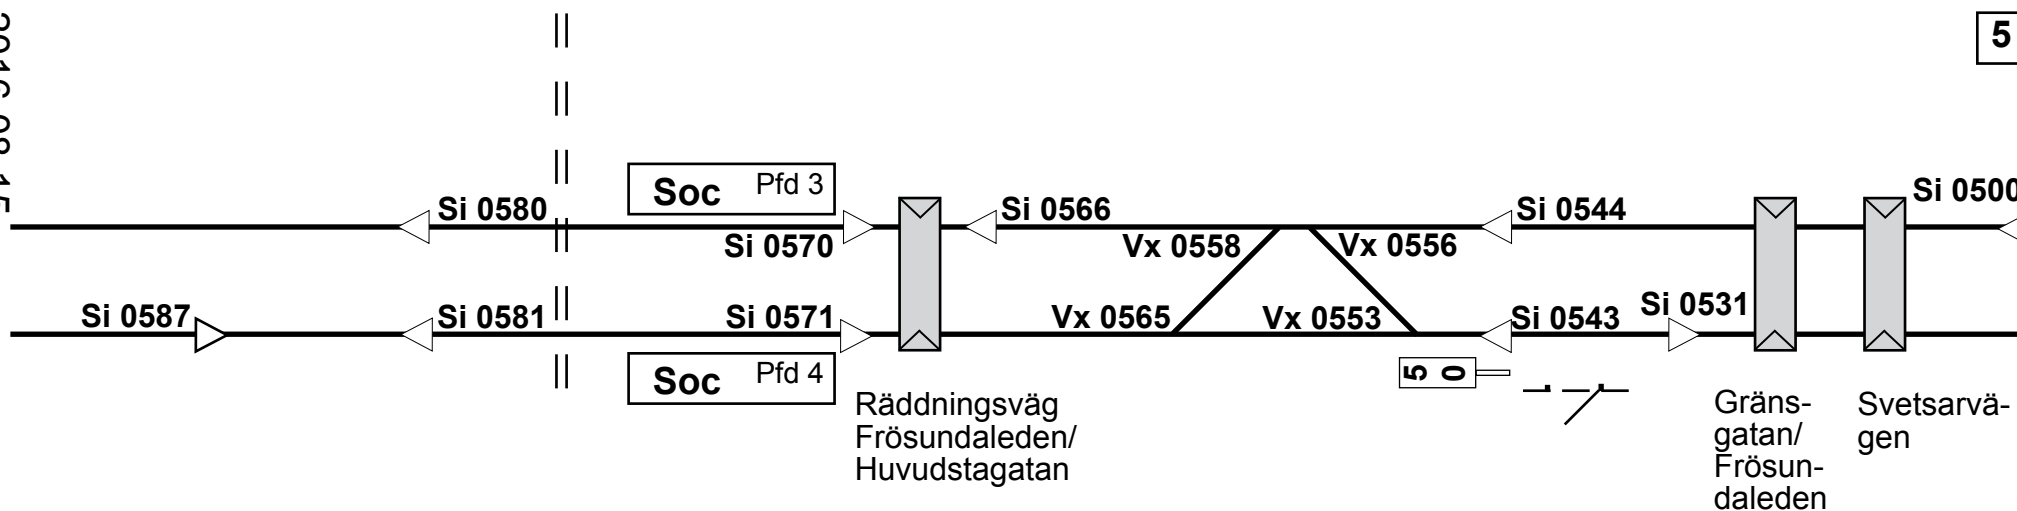 5
Soc Pfd 3
Si 0500
Si 0580
Si 0566
Si 0544
Si 0570
Vx 0558
Vx 0556
Si 0587
Si 0581
Si 0571
Vx 0565
Vx 0553
Si 0543
Si 0531
Soc Pfd 4
5 0
Räddningsväg
Frösundaleden/
Huvudstagatan
Gräns-
gatan/
Frösun-
daleden
Svetsarvä-
gen